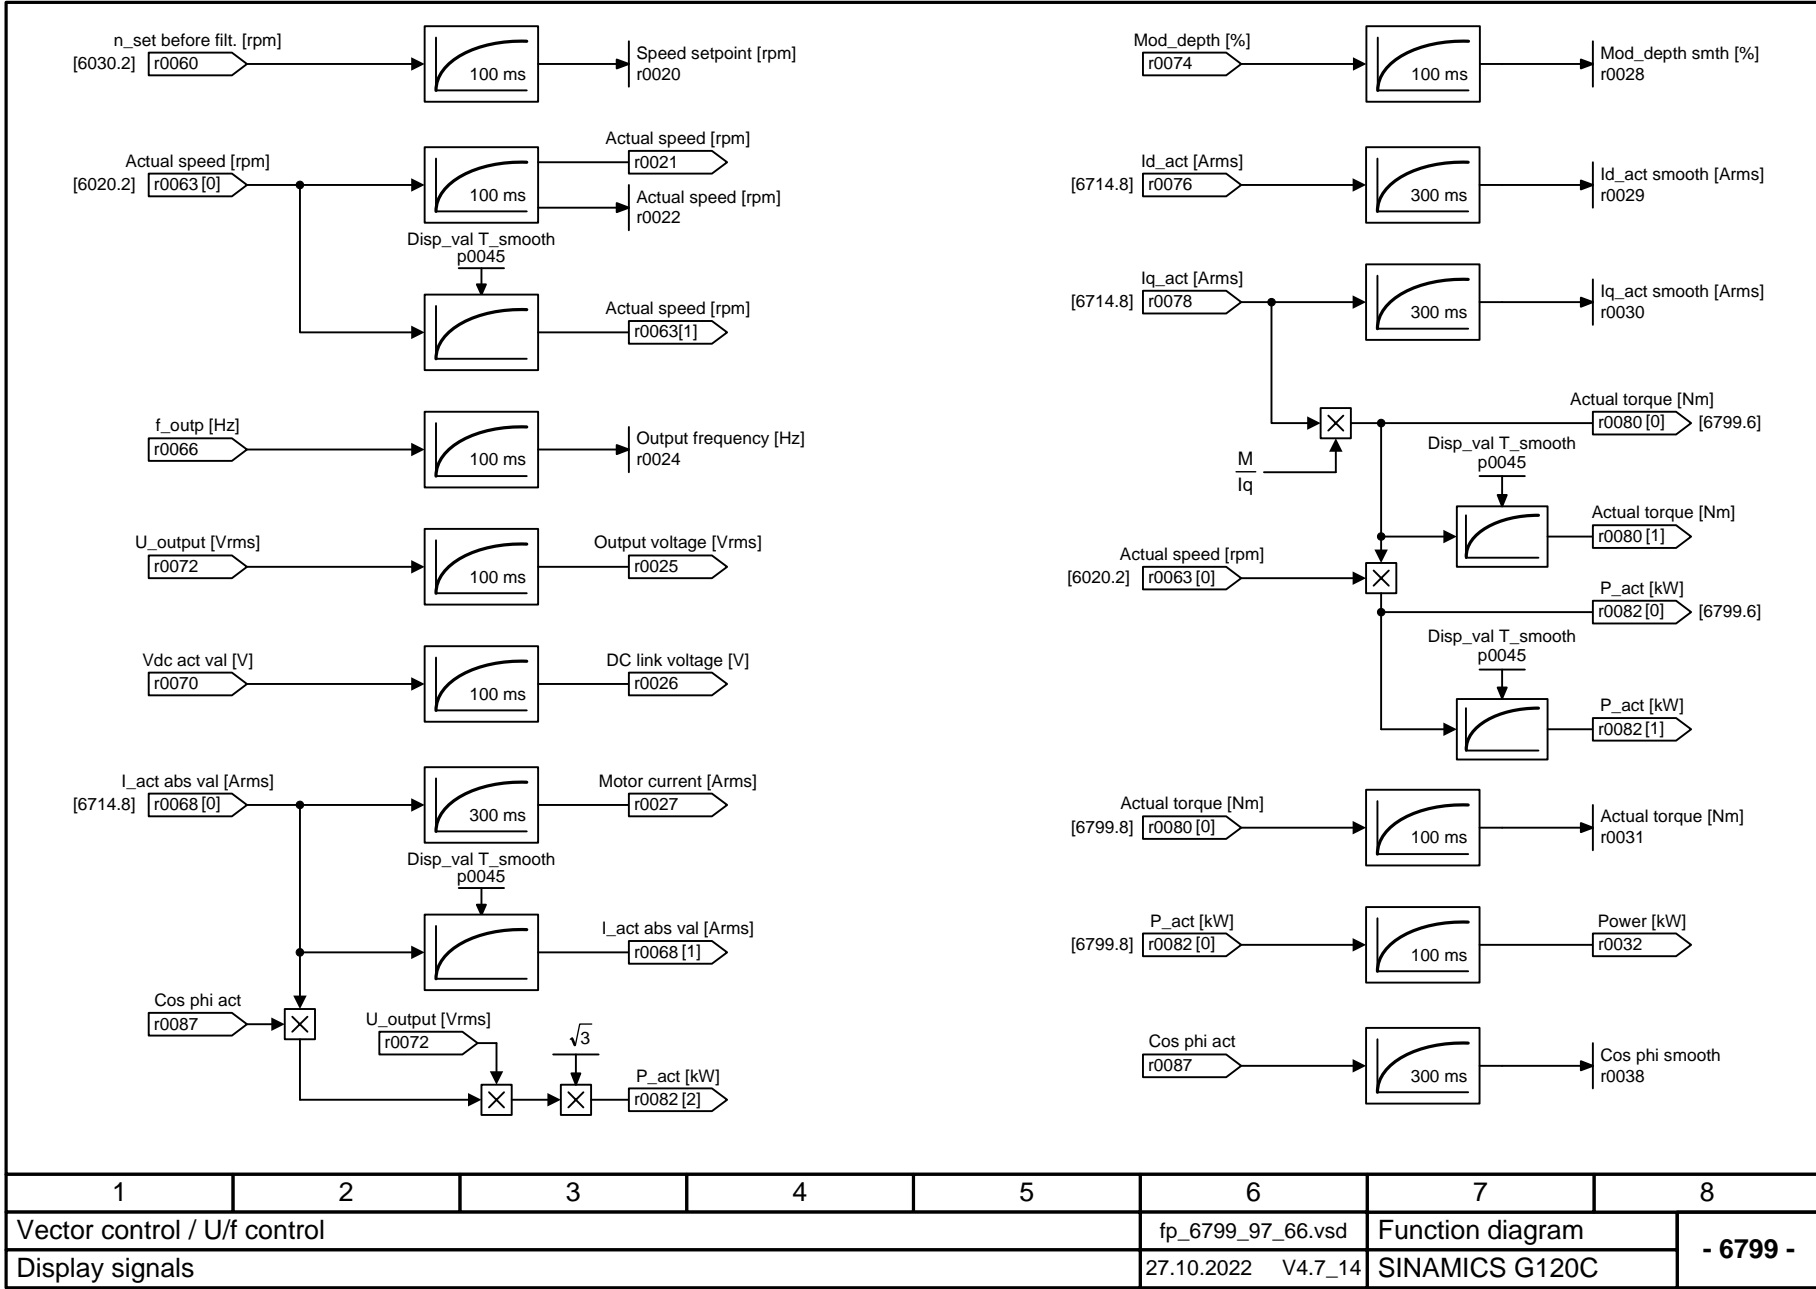 n_set before filt. [rpm]
[6030.2] r0060
100 ms
Speed setpoint [rpm]
r0020
Actual speed [rpm]
[6020.2] r0063 [0]
100 ms
Actual speed [rpm]
r0021
Actual speed [rpm]
r0022
Disp_val T_smooth
p0045
Actual speed [rpm]
r0063[1]
f_outp [Hz]
r0066
100 ms
Output frequency [Hz]
r0024
U_output [Vrms]
r0072
100 ms
Output voltage [Vrms]
r0025
Vdc act val [V]
r0070
100 ms
DC link voltage [V]
r0026
I_act abs val [Arms]
[6714.8] r0068 [0]
300 ms
Motor current [Arms]
r0027
Disp_val T_smooth
p0045
I_act abs val [Arms]
r0068 [1]
Cos phi act
r0087
U_output [Vrms]
r0072
√3
P_act [kW]
r0082 [2]
Mod_depth [%]
r0074
100 ms
Mod_depth smth [%]
r0028
Id_act [Arms]
[6714.8] r0076
300 ms
Id_act smooth [Arms]
r0029
Iq_act [Arms]
[6714.8] r0078
300 ms
Iq_act smooth [Arms]
r0030
M
Iq
Actual torque [Nm]
r0080 [0] [6799.6]
Disp_val T_smooth
p0045
Actual torque [Nm]
r0080 [1]
Actual speed [rpm]
[6020.2] r0063 [0]
P_act [kW]
r0082 [0] [6799.6]
Disp_val T_smooth
p0045
P_act [kW]
r0082 [1]
Actual torque [Nm]
[6799.8] r0080 [0]
100 ms
Actual torque [Nm]
r0031
P_act [kW]
[6799.8] r0082 [0]
100 ms
Power [kW]
r0032
Cos phi act
r0087
300 ms
Cos phi smooth
r0038
1 2 3 4 5 6 7 8
Vector control / U/f control
fp_6799_97_66.vsd
Function diagram
- 6799 -
Display signals
27.10.2022 V4.7_14
SINAMICS G120C